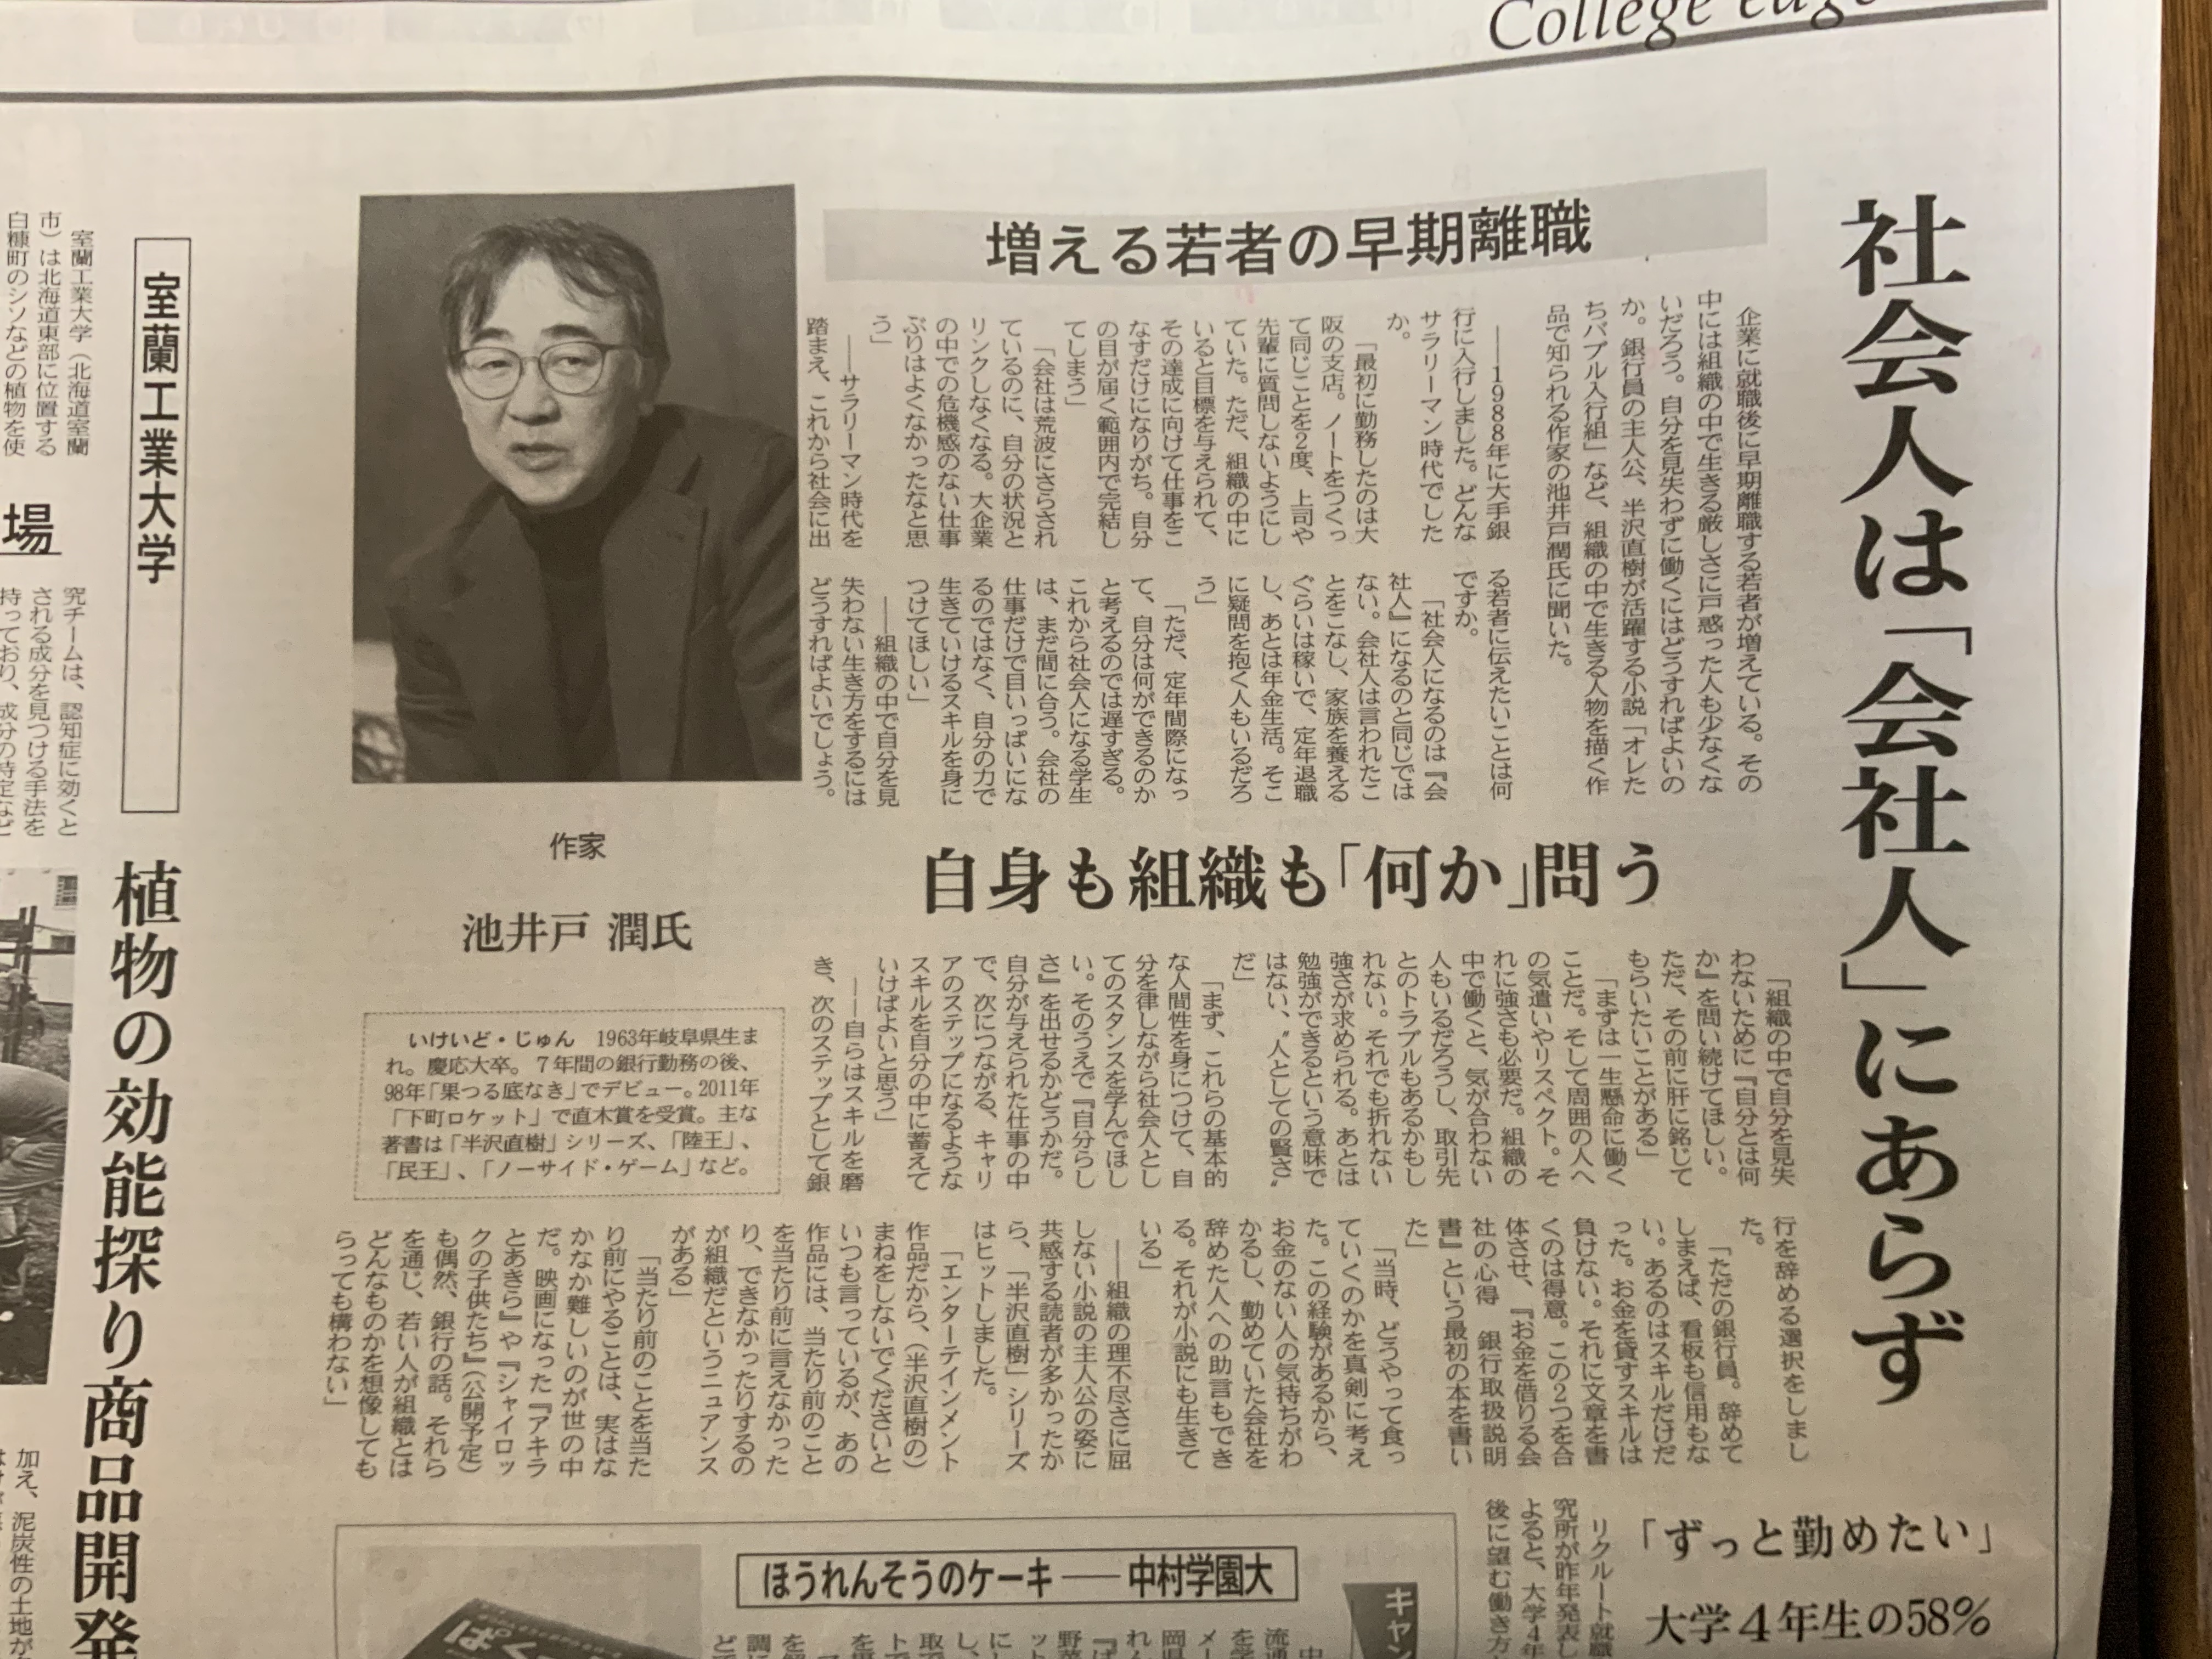 College
社会人は「会社人」にあらず
増える若者の早期離職
企業に就職後に早期離職する若者が増えている。その
中には組織の中で生きる厳しさに戸惑った人も少なくな
いだろう。自分を見失わずに働くにはどうすればよいの
か。銀行員の主人公、半沢直樹が活躍する小説「オレた
ちバブル入行組」など、組織の中で生きる人物を描く作
品で知られる作家の池井戸潤氏に聞いた。
――1988年に大手銀
行に入行しました。どんな
サラリーマン時代でした
か。
「最初に勤務したのは大
阪の支店。ノートをつくっ
て同じことを2度、上司や
先輩に質問しないようにし
ていた。ただ、組織の中に
いると目標を与えられて、
その達成に向けて仕事をこ
なすだけになりがち。自分
の目が届く範囲内で完結し
てしまう」
「会社は荒波にさらされ
ているのに、自分の状況と
リンクしなくなる。大企業
の中での危機感のない仕事
ぶりはよくなかったなと思
う」
――サラリーマン時代を
踏まえ、これから社会に出
る若者に伝えたいことは何
ですか。
「社会人になるのは『会
社人』になるのと同じでは
ない。会社人は言われたこ
とをこなし、家族を養える
ぐらいは稼いで、定年退職
し、あとは年金生活。そこ
に疑問を抱く人もいるだろ
う」
「ただ、定年間際になっ
て、自分は何ができるのか
と考えるのでは遅すぎる。
これから社会人になる学生
は、まだ間に合う。会社の
仕事だけで目いっぱいにな
るのではなく、自分の力で
生きていけるスキルを身に
つけてほしい」
――組織の中で自分を見
失わない生き方をするには
どうすればよいでしょう。
自身も組織も「何か」問う
「組織の中で自分を見失
わないために『自分とは何
か』を問い続けてほしい。
ただ、その前に肝に銘じて
もらいたいことがある」
「まずは一生懸命に働く
ことだ。そして周囲の人へ
の気遣いやリスペクト。そ
れに強さも必要だ。組織の
中で働くと、気が合わない
人もいるだろうし、取引先
とのトラブルもあるかもし
れない。それでも折れない
強さが求められる。あとは
勉強ができるという意味で
はない、〝人としての賢さ〟
だ」
「まず、これらの基本的
な人間性を身につけて、自
分を律しながら社会人とし
てのスタンスを学んでほし
い。そのうえで『自分らし
さ』を出せるかどうかだ。
自分が与えられた仕事の中
で、次につながる、キャリ
アのステップになるような
スキルを自分の中に蓄えて
いけばよいと思う」
――自らはスキルを磨
き、次のステップとして銀
行を辞める選択をしまし
た。
「ただの銀行員。辞めて
しまえば、看板も信用もな
い。あるのはスキルだけだ
った。お金を貸すスキルは
負けない。それに文章を書
くのは得意。この2つを合
体させ、『お金を借りる会
社の心得　銀行取扱説明
書』という最初の本を書い
た」
「当時、どうやって食っ
ていくのかを真剣に考え
た。この経験があるから、
お金のない人の気持ちがわ
かるし、勤めていた会社を
辞めた人への助言もでき
る。それが小説にも生きて
いる」
――組織の理不尽さに屈
しない小説の主人公の姿に
共感する読者が多かったか
ら、「半沢直樹」シリーズ
はヒットしました。
「エンターテインメント
作品だから、(半沢直樹の)
まねをしないでくださいと
いつも言っているが、あの
作品には、当たり前のこと
を当たり前に言えなかった
り、できなかったりするの
が組織だというニュアンス
がある」
「当たり前のことを当た
り前にやることは、実はな
かなか難しいのが世の中
だ。映画になった『アキラ
とあきら』や『シャイロッ
クの子供たち』(公開予定)
も偶然、銀行の話。それら
を通じ、若い人が組織とは
どんなものかを想像しても
らっても構わない」
作家
池井戸 潤氏
いけいど・じゅん　1963年岐阜県生ま
れ。慶応大卒。7年間の銀行勤務の後、
98年「果つる底なき」でデビュー。2011年
「下町ロケット」で直木賞を受賞。主な
著書は「半沢直樹」シリーズ、「陸王」、
「民王」、「ノーサイド・ゲーム」など。
「ずっと勤めたい」
大学4年生の58%
リクルート就職
究所が昨年発表し
よると、大学4年
後に望む働き方
ほうれんそうのケーキ――中村学園大
キャン
室蘭工業大学
植物の効能探り商品開発
室蘭工業大学(北海道室蘭
市)は北海道東部に位置する
白糠町のシソなどの植物を使
場
究チームは、認知症に効くと
される成分を見つける手法を
持っており、成分の特定など
加え、泥炭性の土地が